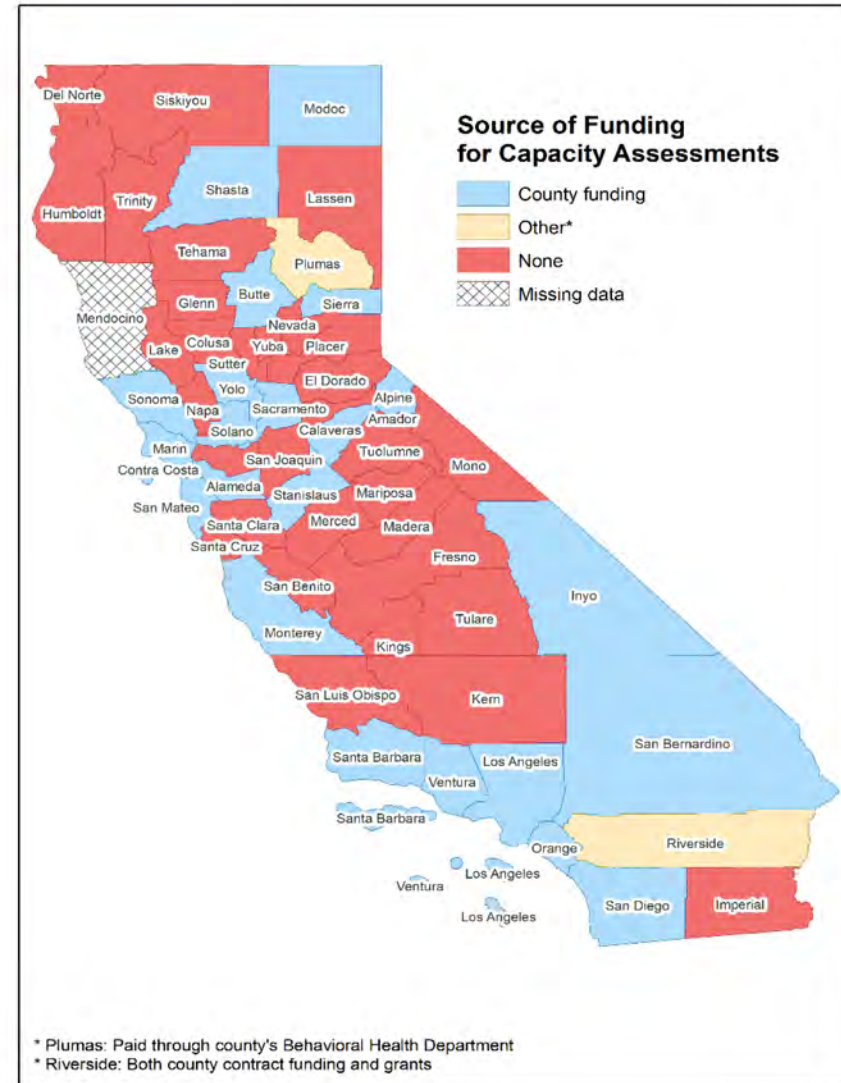 Del Norte
Siskiyou
Modoc
Source of Funding
for Capacity Assessments
County funding
Other*
None
Missing data
Shasta
Lassen
Trinity
Humboldt
Tehama
Plumas
Butte
Glenn
Sierra
Mendocino
Nevada
Colusa
Yuba
Placer
Lake
Sutter
El Dorado
Yolo
Alpine
Sonoma
Napa
Sacramento
Amador
Solano
Calaveras
Marin
Tuolumne
San Joaquin
Mono
Contra Costa
Alameda
Stanislaus
Mariposa
San Mateo
Merced
Santa Clara
Madera
Santa Cruz
Fresno
San Benito
Inyo
Tulare
Monterey
Kings
San Luis Obispo
Kern
San Bernardino
Santa Barbara
Los Angeles
Ventura
Santa Barbara
Orange
Riverside
Los Angeles
Ventura
San Diego
Imperial
Los Angeles
* Plumas: Paid through county's Behavioral Health Department
* Riverside: Both county contract funding and grants